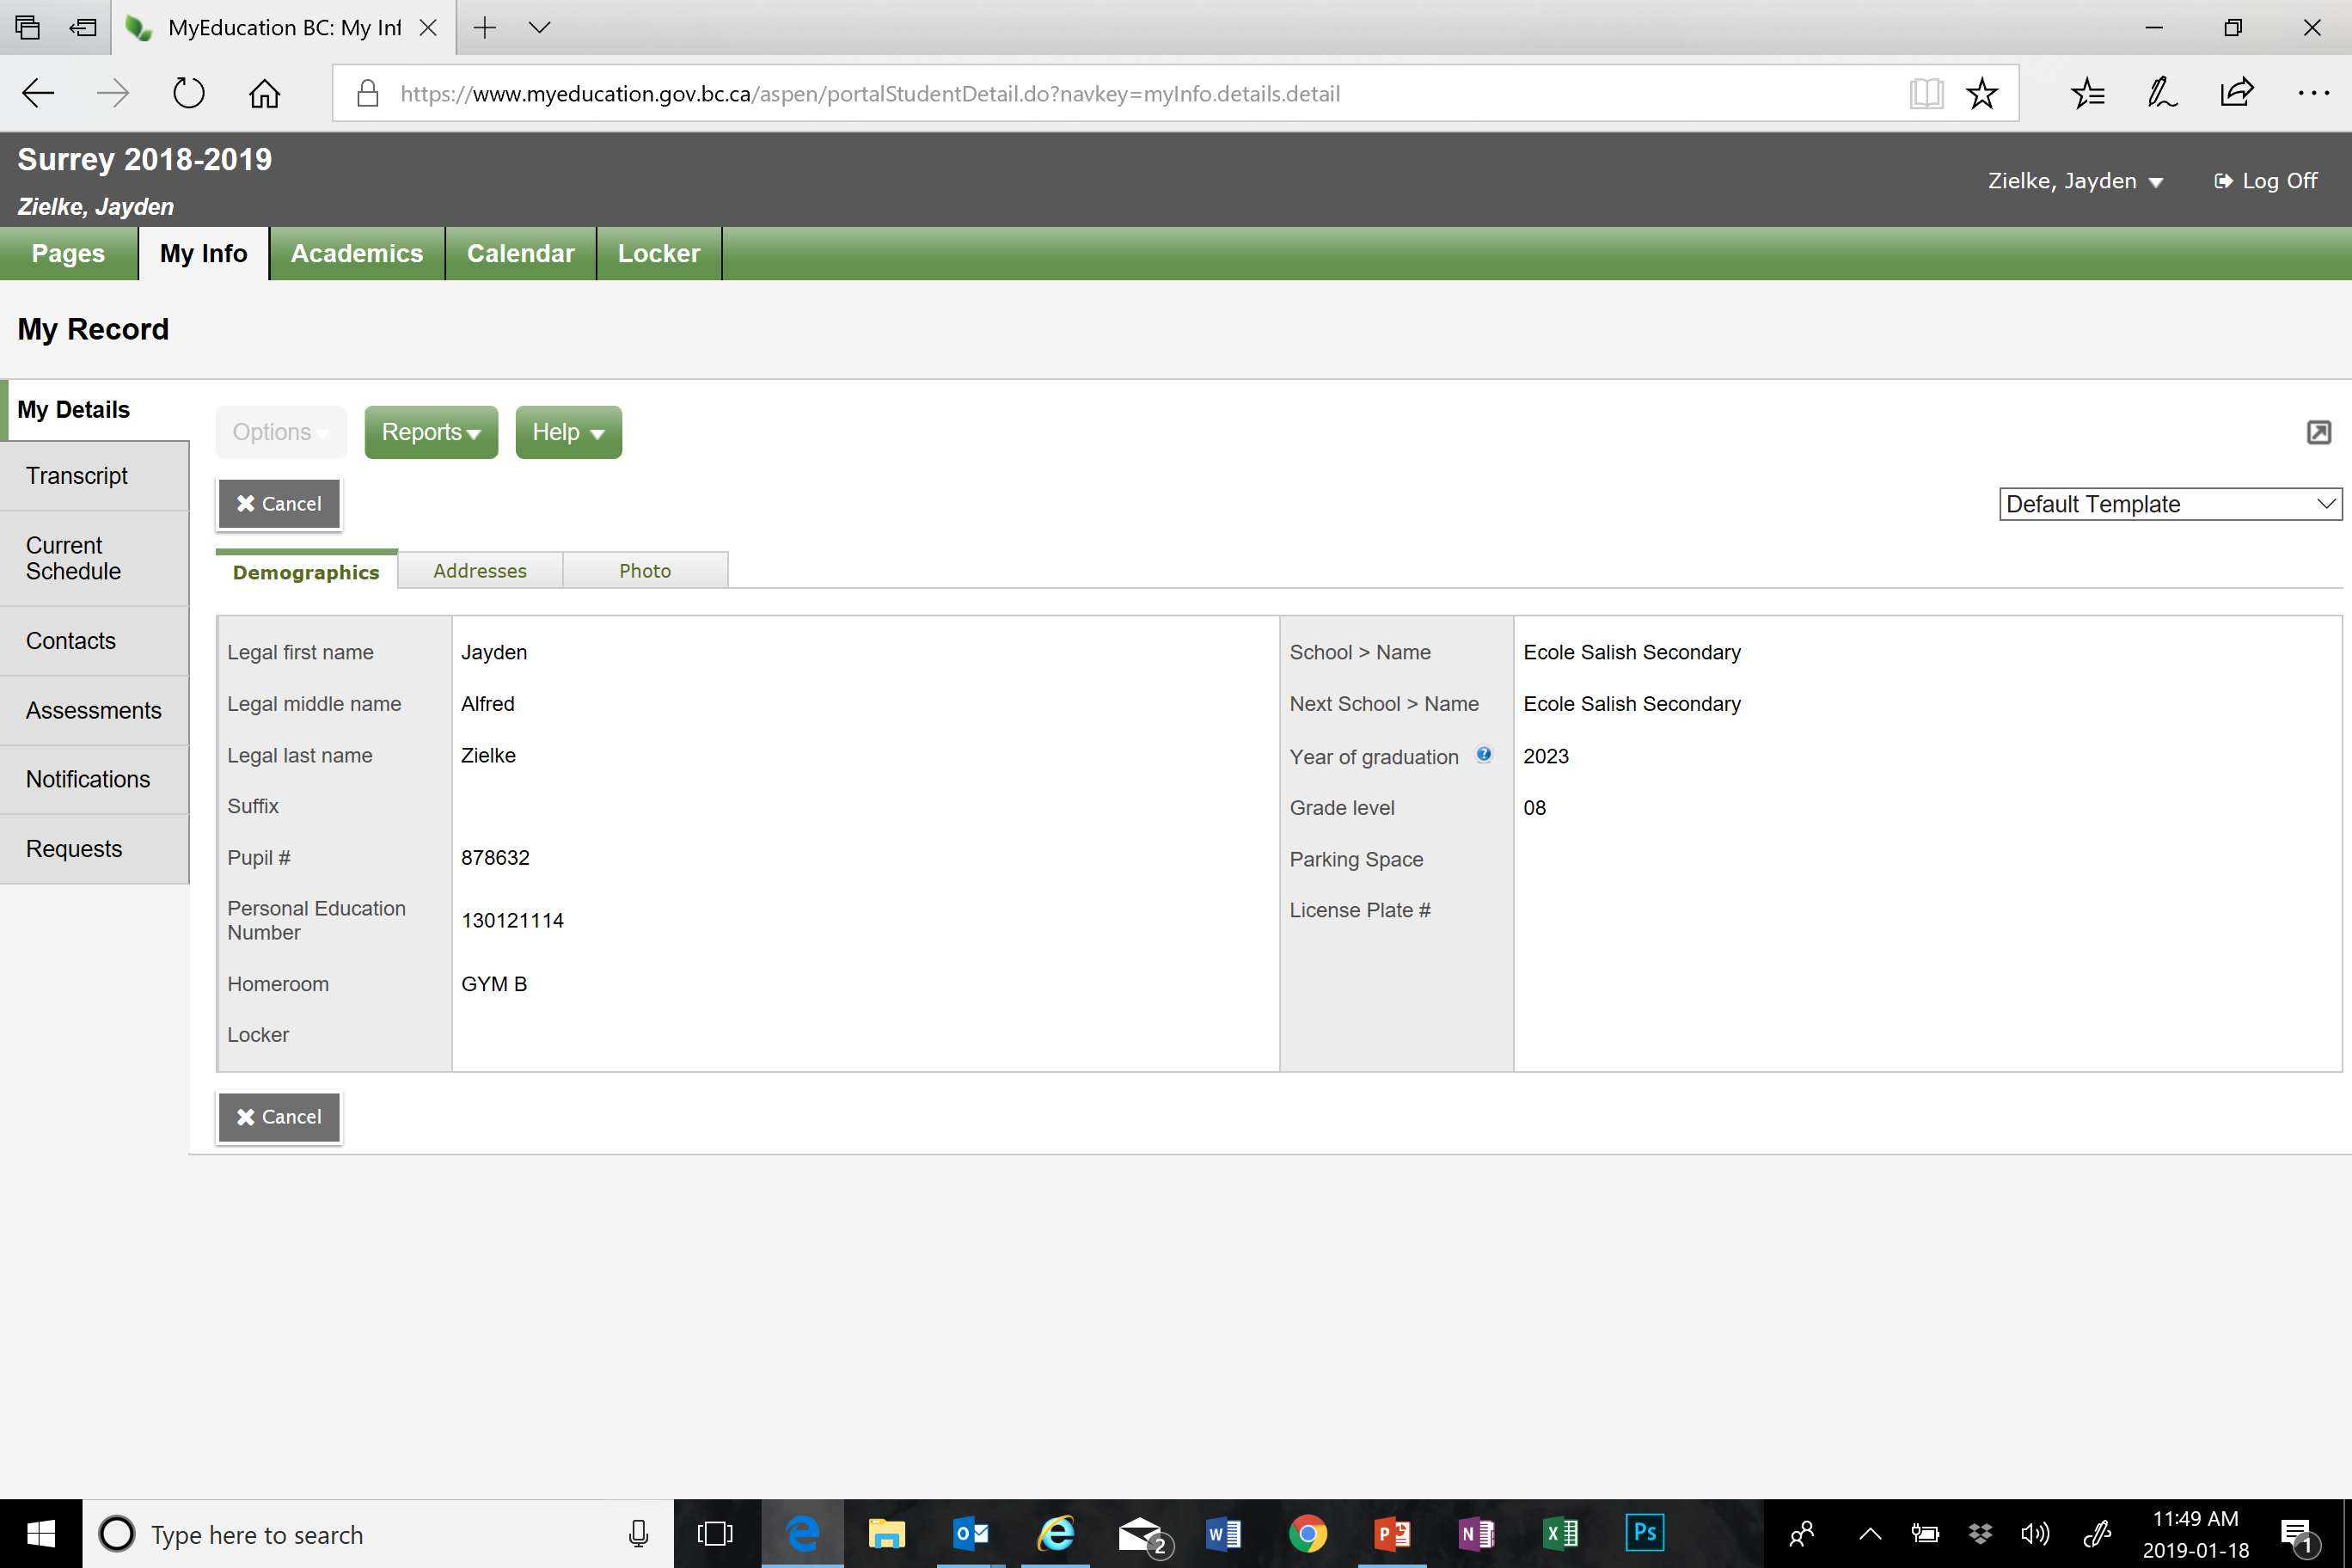 MyEducation BC: My Inf
https://www.myeducation.gov.bc.ca/aspen/portalStudentDetail.do?navkey=myInfo.details.detail
Surrey 2018-2019
Zielke, Jayden
Zielke, Jayden
Log Off
Pages
My Info
Academics
Calendar
Locker
My Record
My Details
Transcript
Current
Schedule
Contacts
Assessments
Notifications
Requests
Options
Reports
Help
Cancel
Default Template
Demographics
Addresses
Photo
Legal first name Jayden
Legal middle name Alfred
Legal last name Zielke
Suffix
Pupil # 878632
Personal Education
Number 130121114
Homeroom GYM B
Locker
School > Name Ecole Salish Secondary
Next School > Name Ecole Salish Secondary
Year of graduation ? 2023
Grade level 08
Parking Space
License Plate #
Cancel
Type here to search
2
Ps
11:49 AM
2019-01-18
1